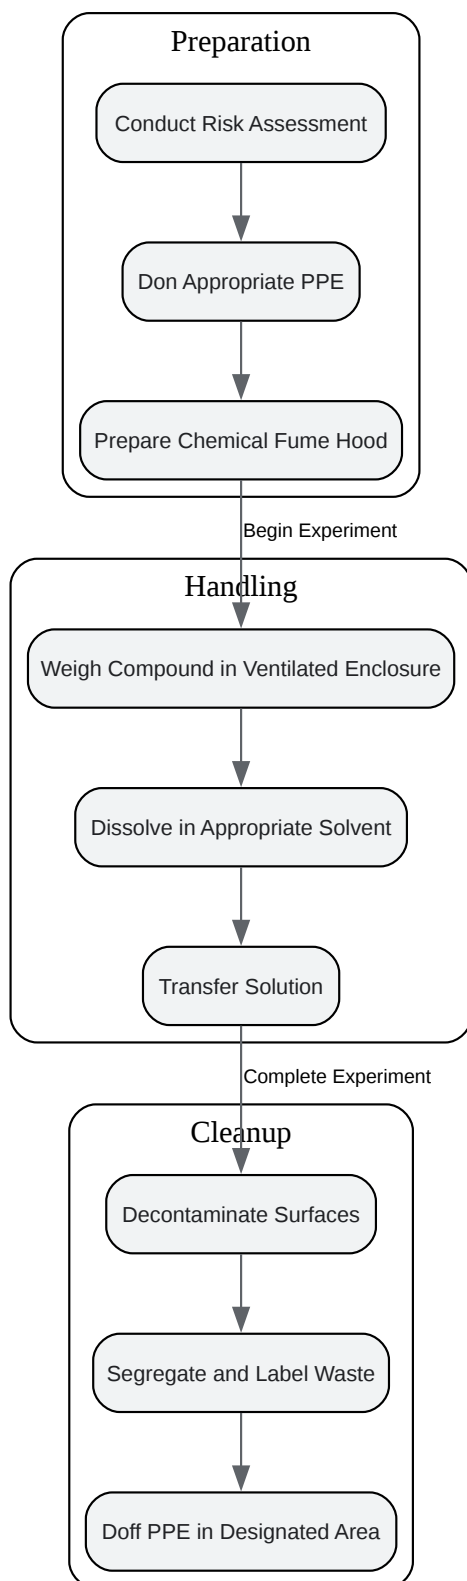 Preparation
Conduct Risk Assessment
Don Appropriate PPE
Prepare Chemical Fume Hood
Begin Experiment
Handling
Weigh Compound in Ventilated Enclosure
Dissolve in Appropriate Solvent
Transfer Solution
Complete Experiment
Cleanup
Decontaminate Surfaces
Segregate and Label Waste
Doff PPE in Designated Area